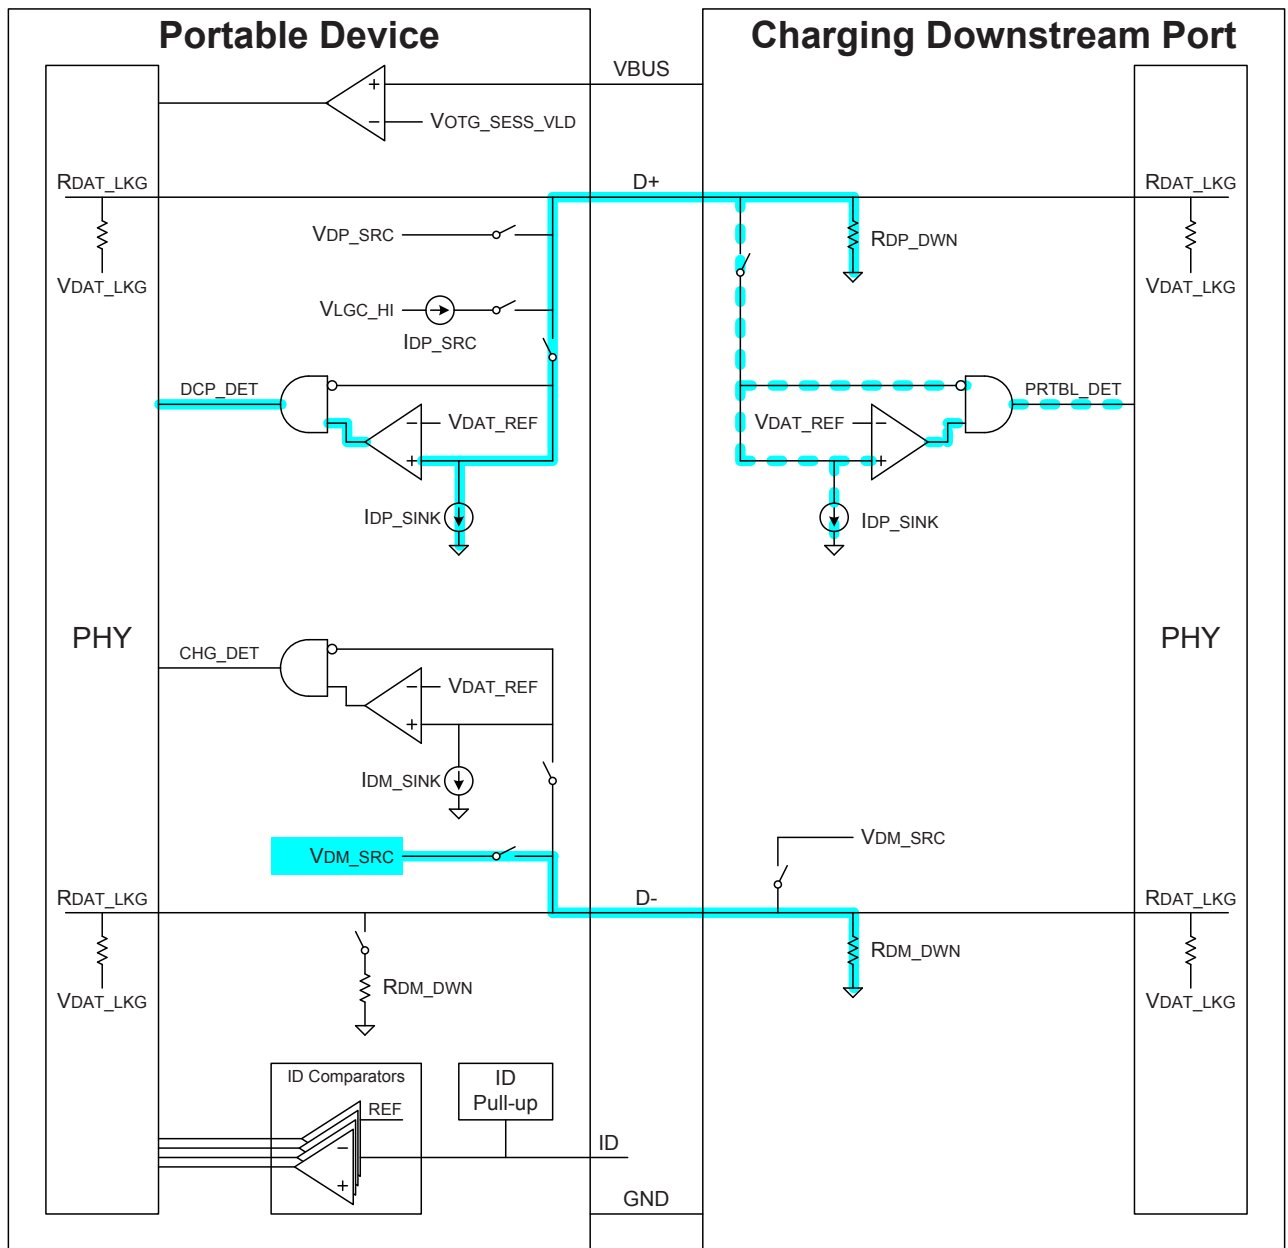 Portable Device
Charging Downstream Port
VBUS
+
−
VOTG_SESS_VLD
RDAT_LKG
D+
RDAT_LKG
VDP_SRC
RDP_DWN
VDAT_LKG
VDAT_LKG
VLGC_HI
IDP_SRC
DCP_DET
PRTBL_DET
−
VDAT_REF
VDAT_REF
−
+
+
IDP_SINK
IDP_SINK
PHY
PHY
CHG_DET
−
VDAT_REF
+
IDM_SINK
VDM_SRC
VDM_SRC
RDAT_LKG
D-
RDAT_LKG
RDM_DWN
RDM_DWN
VDAT_LKG
VDAT_LKG
ID Comparators
REF
−
+
ID
Pull-up
ID
GND